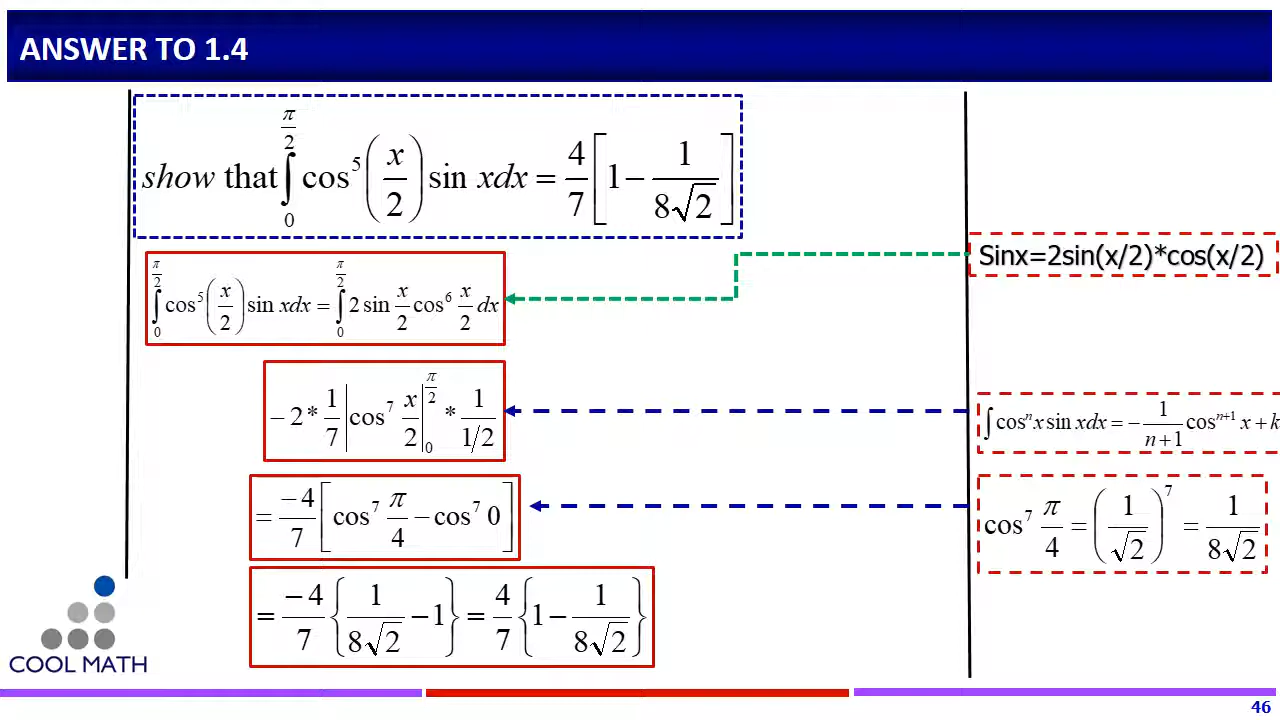 ANSWER TO 1.4
show that ∫₀^(π/2) cos⁵(x/2) sin xdx = 4/7[1 − 1/(8√2)]
Sinx=2sin(x/2)*cos(x/2)
∫₀^(π/2) cos⁵(x/2) sin xdx = ∫₀^(π/2) 2 sin x/2 cos⁶ x/2 dx
− 2 * 1/7 |cos⁷ x/2|₀^(π/2) * 1/(1/2)
∫cosⁿ x sin xdx = − 1/(n+1) cosⁿ⁺¹ x + k
= −4/7 [cos⁷ π/4 − cos⁷ 0]
cos⁷ π/4 = (1/√2)⁷ = 1/(8√2)
= −4/7 {1/(8√2) − 1} = 4/7 {1 − 1/(8√2)}
COOL MATH
46